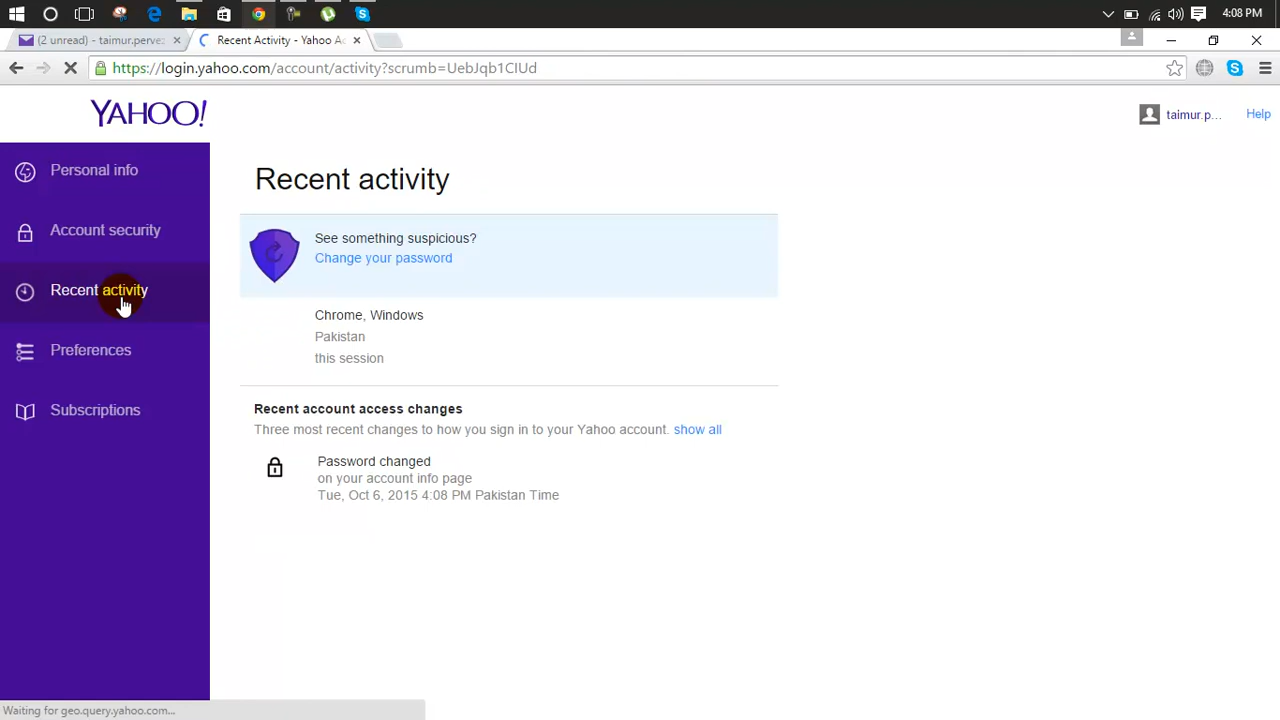 4:08 PM
(2 unread) - taimur.pervez
Recent Activity - Yahoo Ac
https://login.yahoo.com/account/activity?scrumb=UebJqb1CIUd
YAHOO!
taimur.p...
Help
Personal info
Account security
Recent activity
Preferences
Subscriptions
Recent activity
See something suspicious?
Change your password
Chrome, Windows
Pakistan
this session
Recent account access changes
Three most recent changes to how you sign in to your Yahoo account. show all
Password changed
on your account info page
Tue, Oct 6, 2015 4:08 PM Pakistan Time
Waiting for geo.query.yahoo.com...